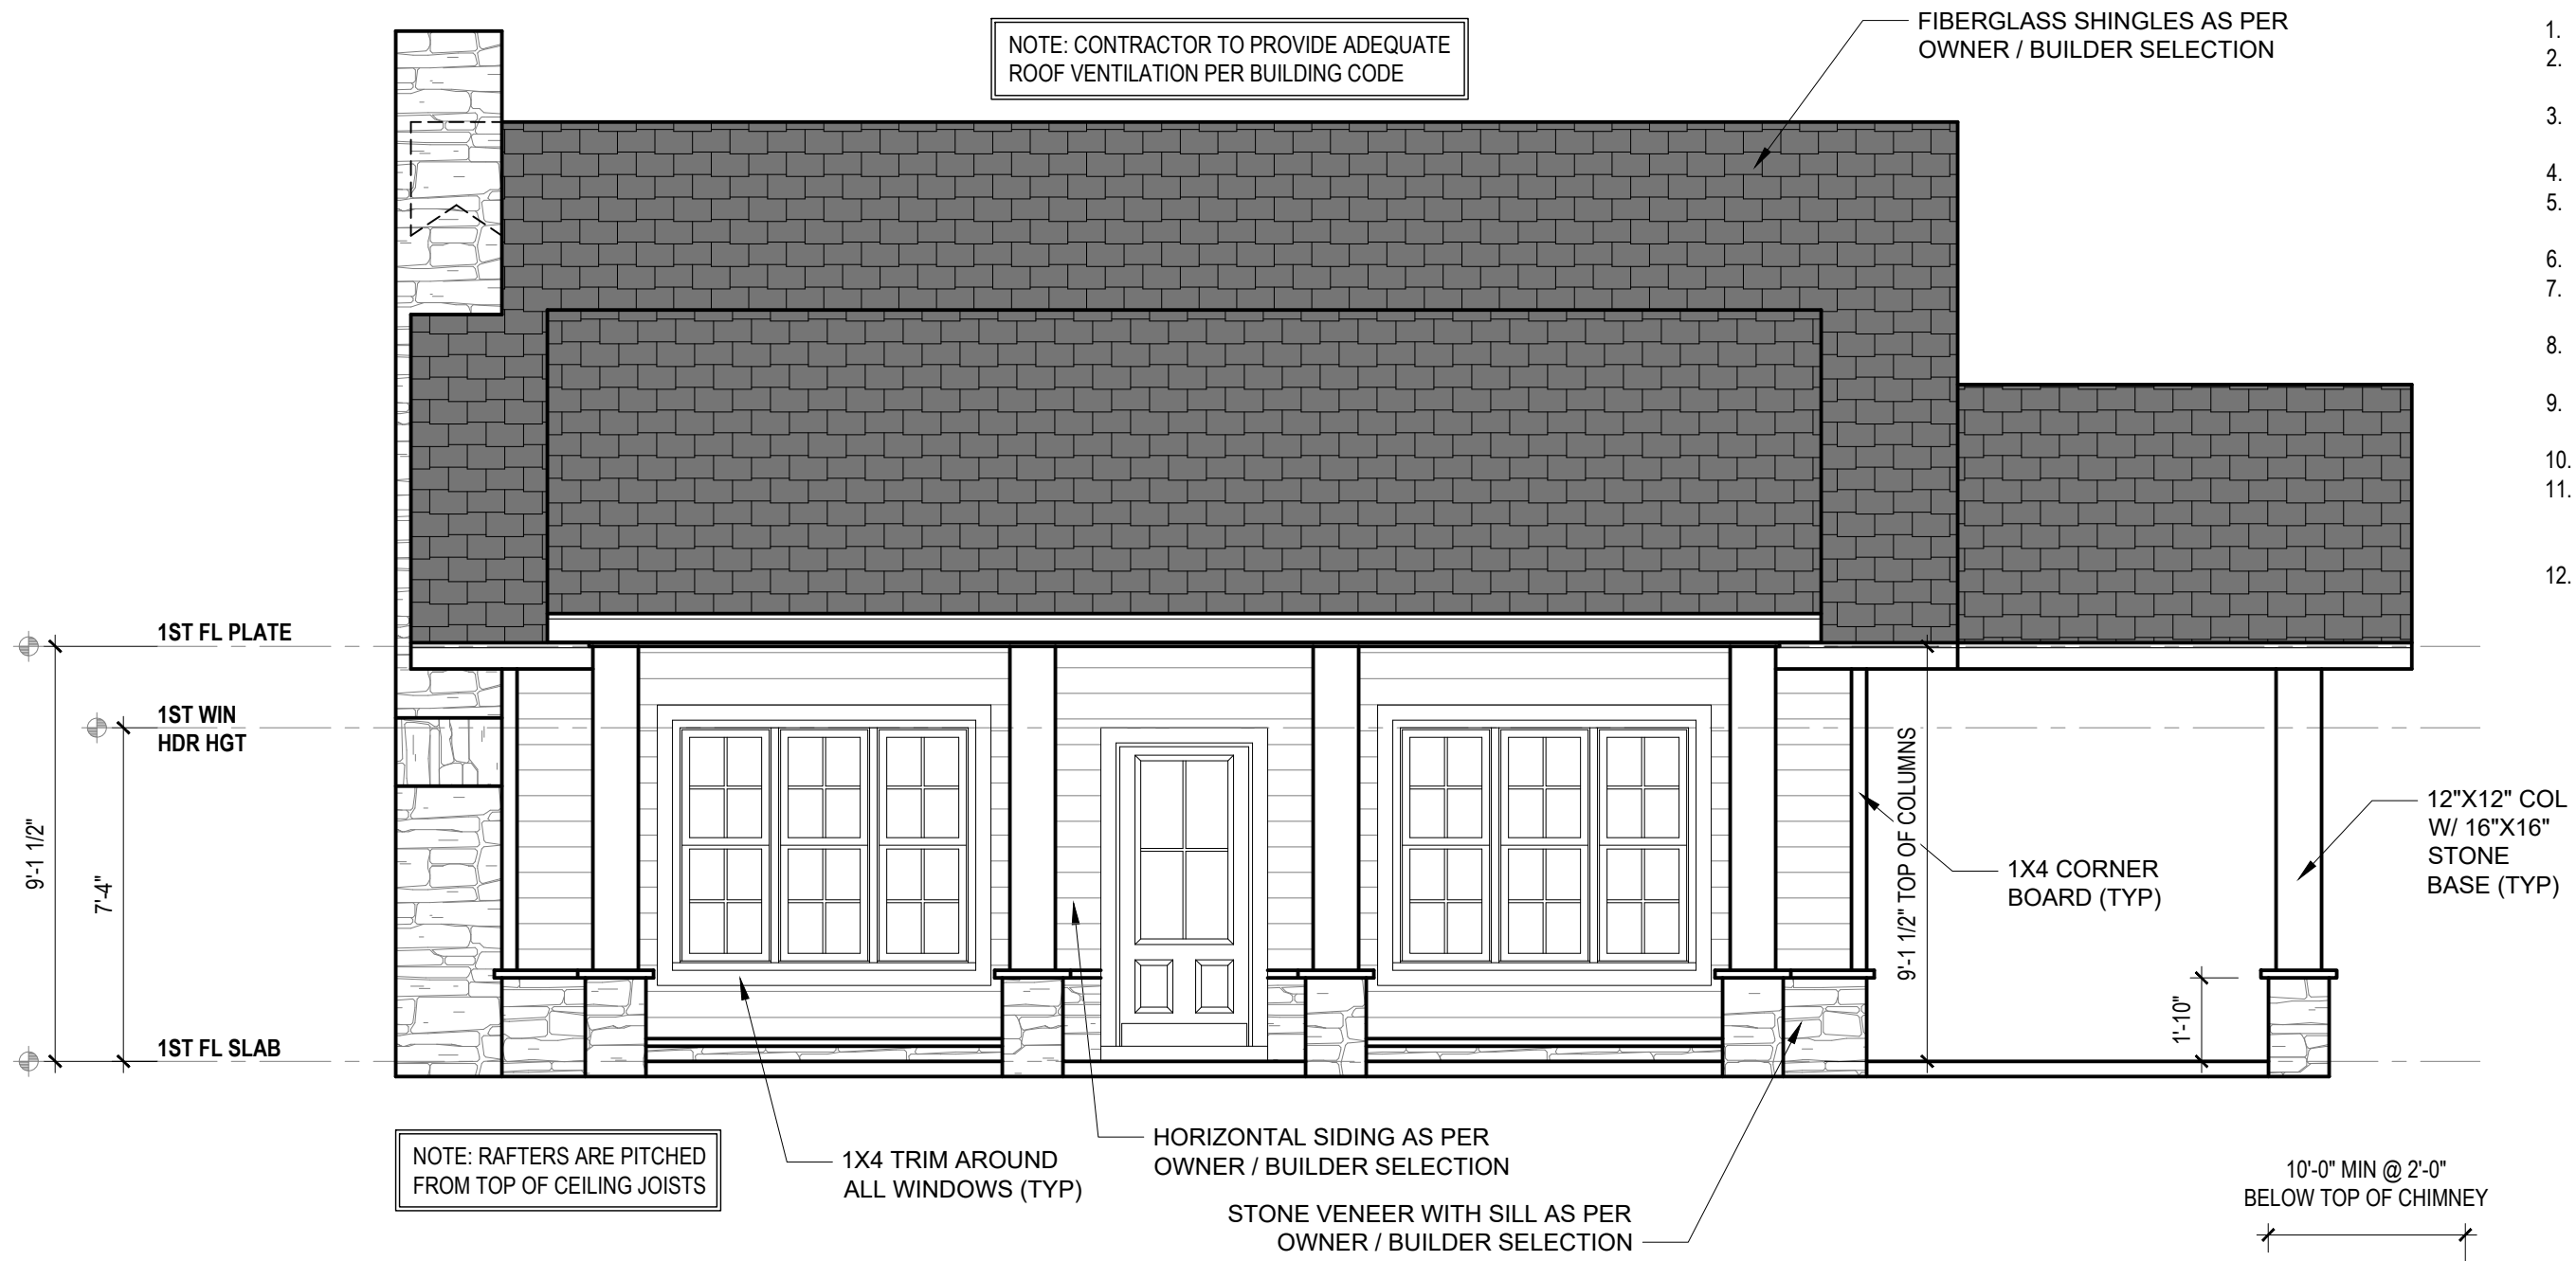 NOTE: CONTRACTOR TO PROVIDE ADEQUATE
ROOF VENTILATION PER BUILDING CODE
FIBERGLASS SHINGLES AS PER
OWNER / BUILDER SELECTION
1.
2.
3.
4.
5.
6.
7.
8.
9.
10.
11.
12.
1ST FL PLATE
1ST WIN
HDR HGT
9'-1 1/2"
7'-4"
1ST FL SLAB
9'-1 1/2" TOP OF COLUMNS
1X4 CORNER
BOARD (TYP)
12"X12" COL
W/ 16"X16"
STONE
BASE (TYP)
1'-10"
NOTE: RAFTERS ARE PITCHED
FROM TOP OF CEILING JOISTS
1X4 TRIM AROUND
ALL WINDOWS (TYP)
HORIZONTAL SIDING AS PER
OWNER / BUILDER SELECTION
STONE VENEER WITH SILL AS PER
OWNER / BUILDER SELECTION
10'-0" MIN @ 2'-0"
BELOW TOP OF CHIMNEY